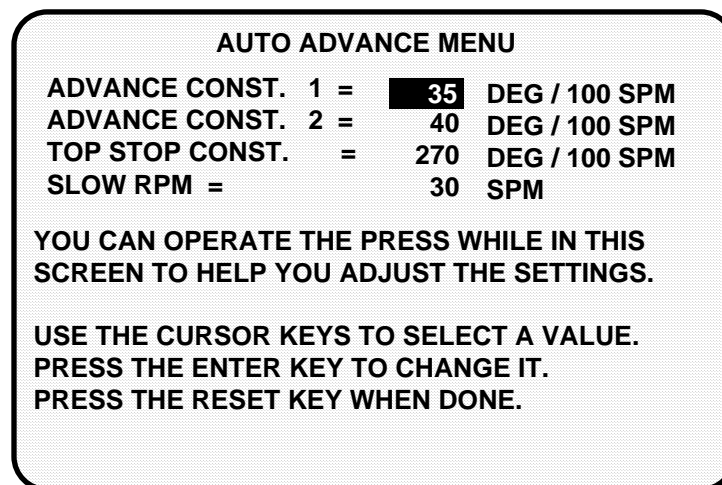 AUTO ADVANCE MENU
ADVANCE CONST. 1 = 35 DEG / 100 SPM
ADVANCE CONST. 2 = 40 DEG / 100 SPM
TOP STOP CONST. = 270 DEG / 100 SPM
SLOW RPM = 30 SPM
YOU CAN OPERATE THE PRESS WHILE IN THIS
SCREEN TO HELP YOU ADJUST THE SETTINGS.
USE THE CURSOR KEYS TO SELECT A VALUE.
PRESS THE ENTER KEY TO CHANGE IT.
PRESS THE RESET KEY WHEN DONE.